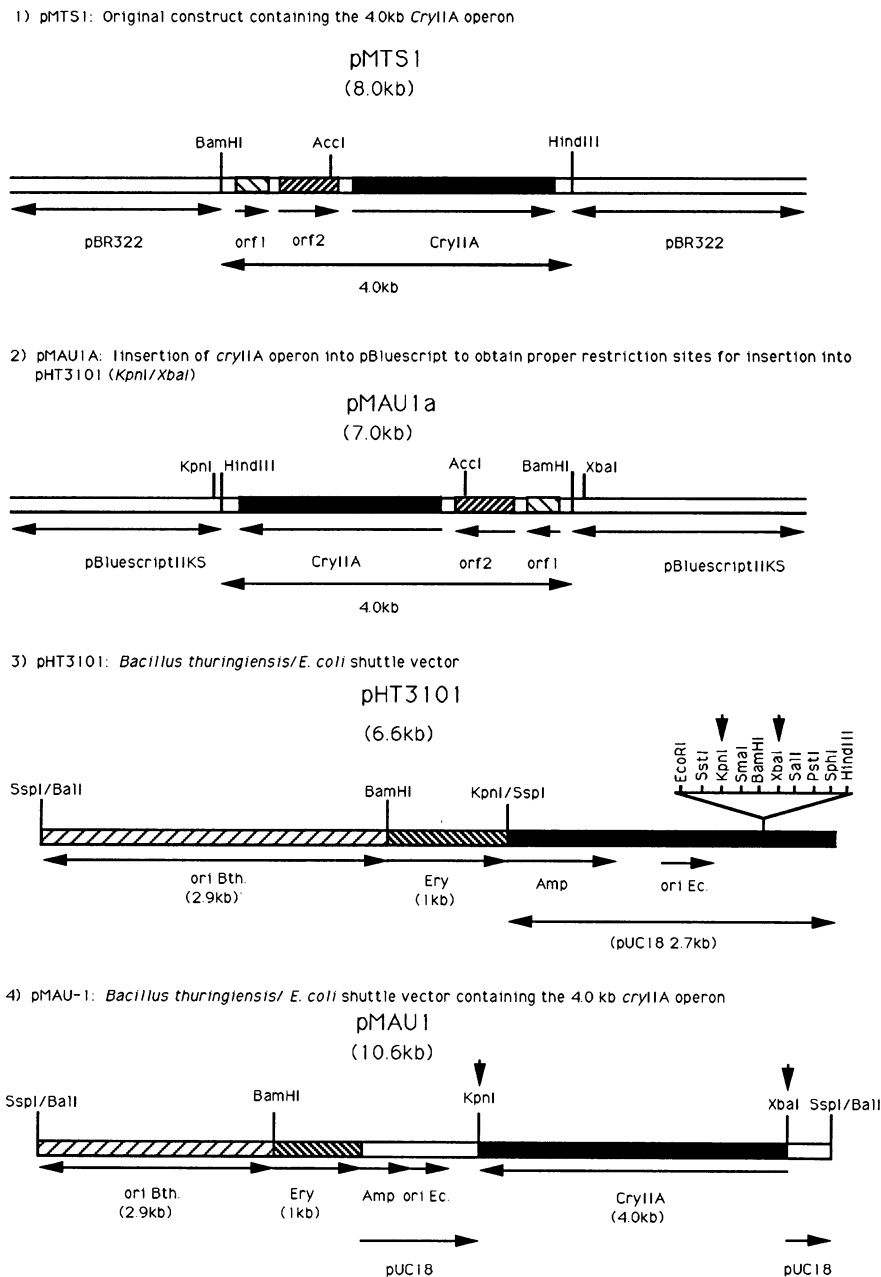 1) pMTS1: Original construct containing the 4.0kb CryIIA operon
pMTS1
(8.0kb)
BamHI AccI HindIII
pBR322 orf1 orf2 CryIIA pBR322
4.0kb
2) pMAU1A: Iinsertion of cryIIA operon into pBluescript to obtain proper restriction sites for insertion into
pHT3101 (KpnI/XbaI)
pMAU1a
(7.0kb)
KpnI HindIII AccI BamHI XbaI
pBluescriptIIKS CryIIA orf2 orf1 pBluescriptIIKS
4.0kb
3) pHT3101: Bacillus thuringiensis/E. coli shuttle vector
pHT3101
(6.6kb)
EcoRI SstI KpnI SmaI BamHI XbaI SalI PstI SphI HindIII
SspI/BalI BamHI KpnI/SspI
ori Bth. Ery Amp ori Ec.
(2.9kb) (1kb)
(pUC18 2.7kb)
4) pMAU-1: Bacillus thuringiensis/ E. coli shuttle vector containing the 4.0 kb cryIIA operon
pMAU1
(10.6kb)
SspI/BalI BamHI KpnI XbaI SspI/BalI
ori Bth. Ery Amp ori Ec. CryIIA
(2.9kb) (1kb) (4.0kb)
pUC18 pUC18